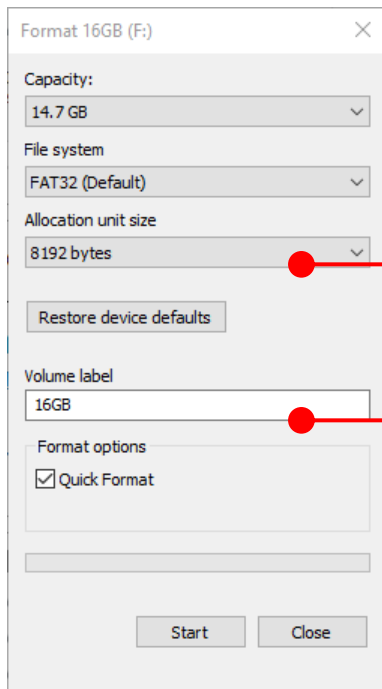 Format 16GB (F:)
Capacity:
14.7 GB
File system
FAT32 (Default)
Allocation unit size
8192 bytes
Restore device defaults
Volume label
16GB
Format options
Quick Format
Start Close